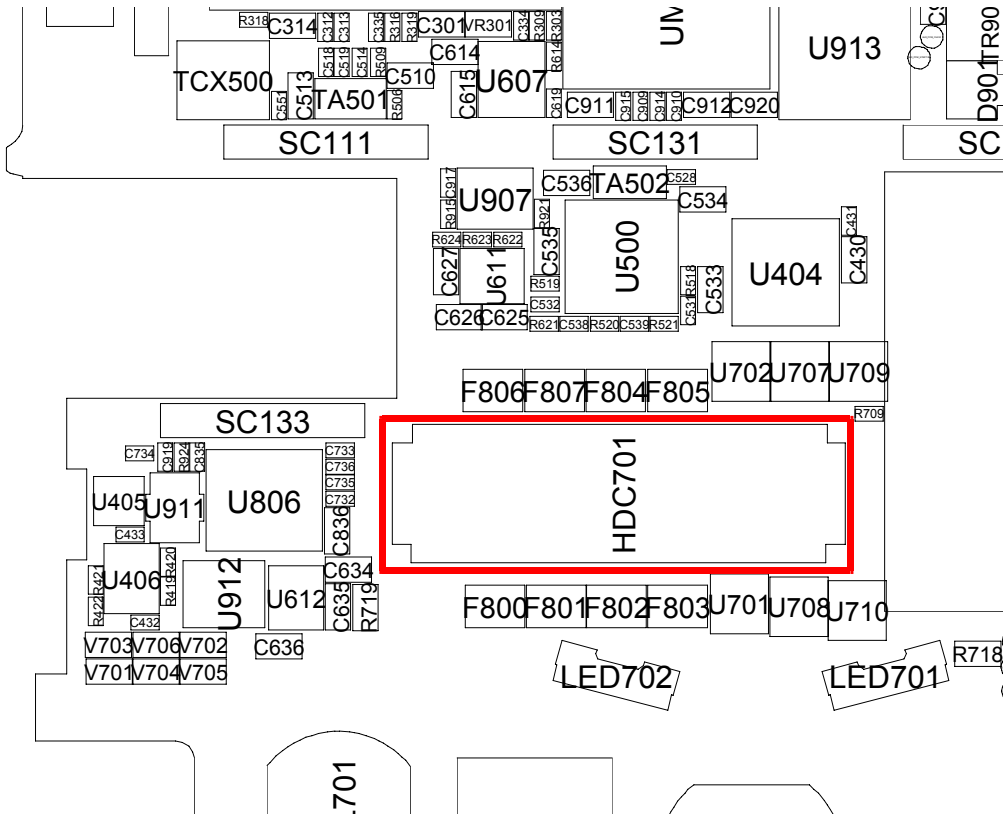 R318 C314 C312 C313 C335 R316 R319 C301 VR301 C334 R309 R303 UM U913 TR90
TCX500 C518 C519 C514 R509 C510 C614 R614
C551 C513 TA501 R506 C615 U607 C619 C911 C915 C909 C914 C910 C912 C920 D901
SC111 SC131 SC
C917 U907 C536 TA502 C528 C534
R915 R921 U500 C431
R624 R623 R622 C535 U404 C430
C627 U611 R519 R518 C533
C532 C531
C626 C625 R621 C538 R520 C539 R521
U702 U707 U709
F806 F807 F804 F805
R709
SC133
C734 C919 R924 C835 C733
C736
U405 U911 U806 C735 HDC701
C732
C433 C836
U406 R420 C634
R421 R419 U912 U612 C635 R719 F800 F801 F802 F803 U701 U708 U710
R422
C432
V703 V706 V702 C636 R718
V701 V704 V705 LED702 LED701
701